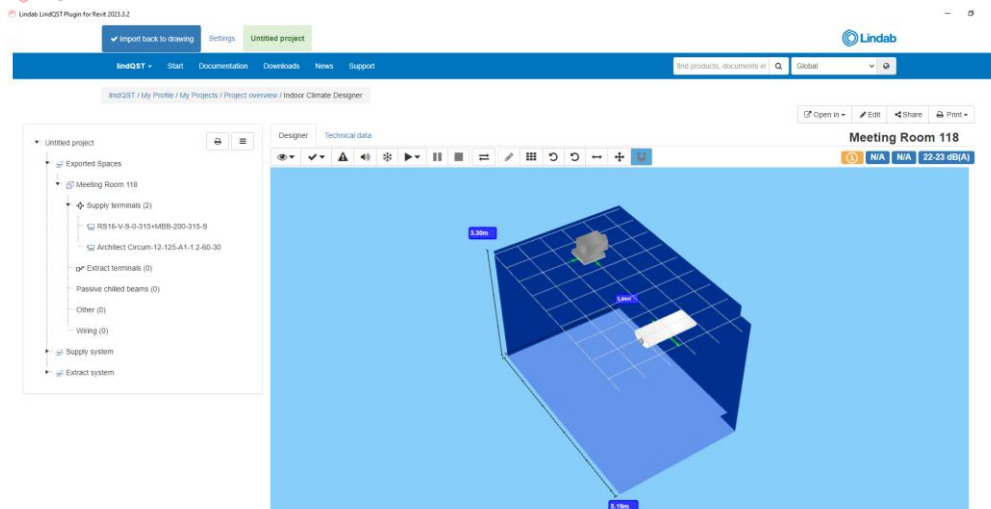 Lindab LindQST Plugin for Revit 2023.3.2
Import back to drawing Settings Untitled project
Lindab
lindQST Start Documentation Downloads News Support
find products, documents et Global
lindQST / My Profile / My Projects / Project overview / Indoor Climate Designer
Open in Edit Share Print
Untitled project
Designer Technical data
Meeting Room 118
N/A N/A 22-23 dB(A)
Exported Spaces
Meeting Room 118
Supply terminals (2)
RS16-V-S-0-315+MBB-200-315-S
Architect Circum-12-125-A1-1.2-60-30
Extract terminals (0)
Passive chilled beams (0)
Other (0)
Wiring (0)
Supply system
Extract system
3.30m
5.19m